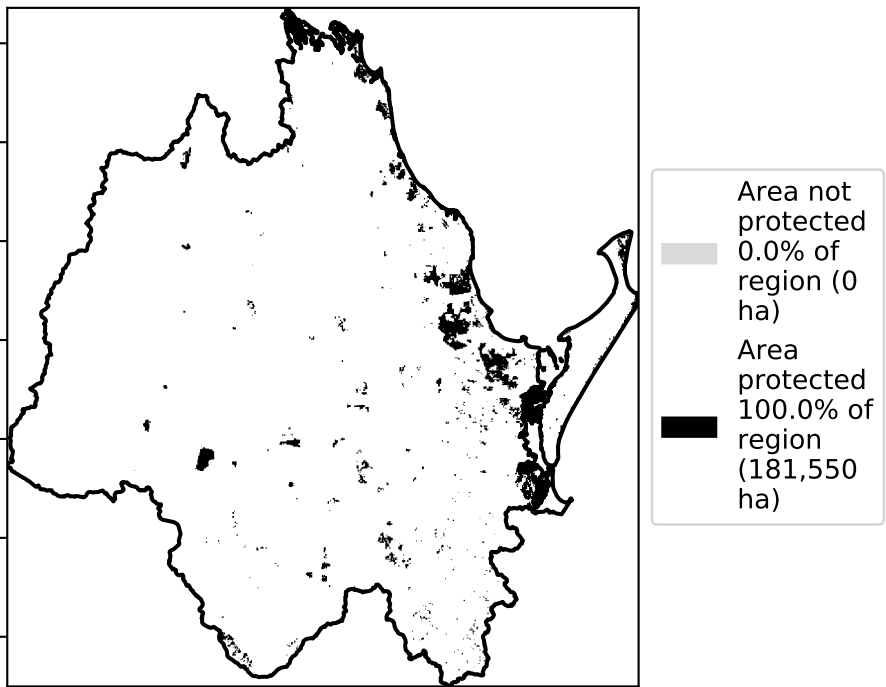 Area not
protected
0.0% of
region (0
ha)
Area
protected
100.0% of
region
(181,550
ha)